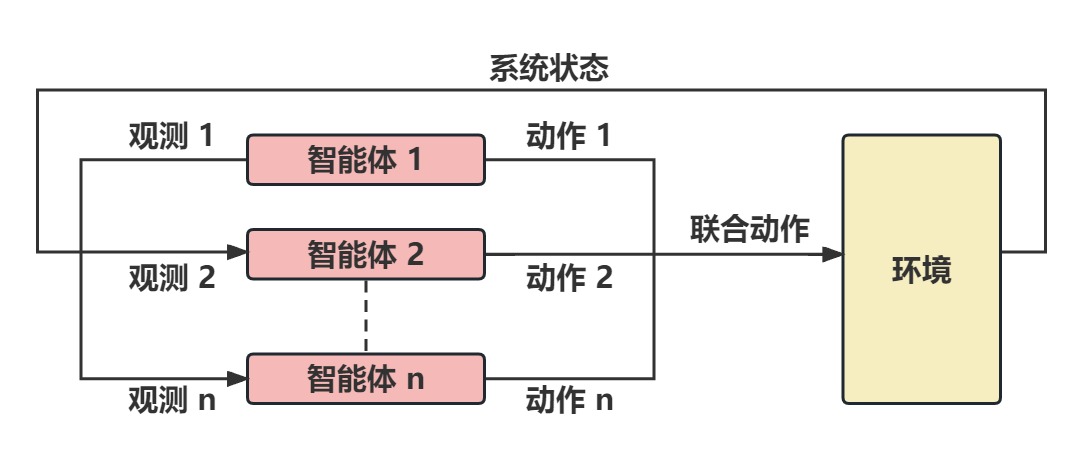 系统状态
观测 1
智能体 1
动作 1
联合动作
智能体 2
观测 2
动作 2
环境
智能体 n
观测 n
动作 n